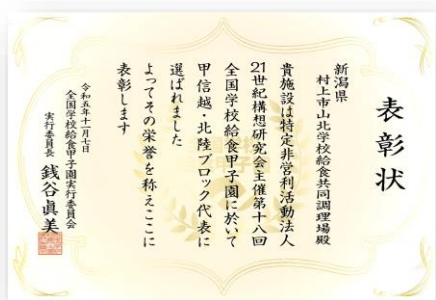 表彰状
新潟県
村上市山北学校給食共同調理場殿
貴施設は特定非営利活動法人
21世紀構想研究会主催第十八回
全国学校給食甲子園に於いて
甲信越・北陸ブロック代表に
選ばれました
よってその栄誉を称えここに
表彰します
令和五年十一月七日
全国学校給食甲子園実行委員会
実行委員長 銭谷眞美